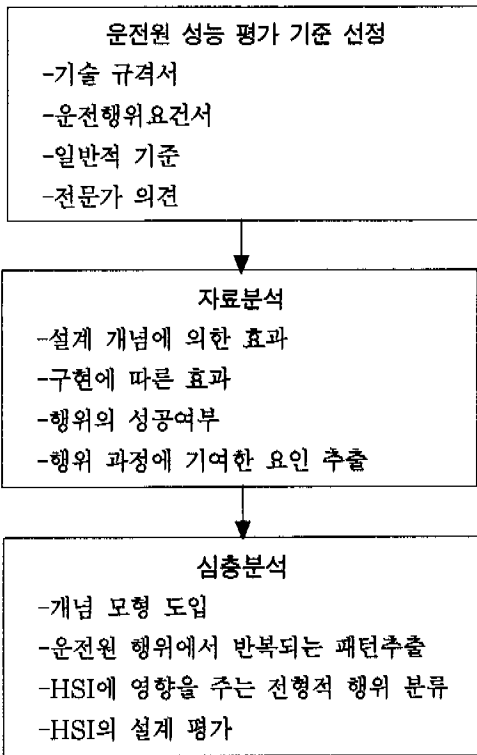 운전원 성능 평가 기준 선정
-기술 규격서
-운전행위요건서
-일반적 기준
-전문가 의견
자료분석
-설계 개념에 의한 효과
-구현에 따른 효과
-행위의 성공여부
-행위 과정에 기여한 요인 추출
심층분석
-개념 모형 도입
-운전원 행위에서 반복되는 패턴추출
-HSI에 영향을 주는 전형적 행위 분류
-HSI의 설계 평가